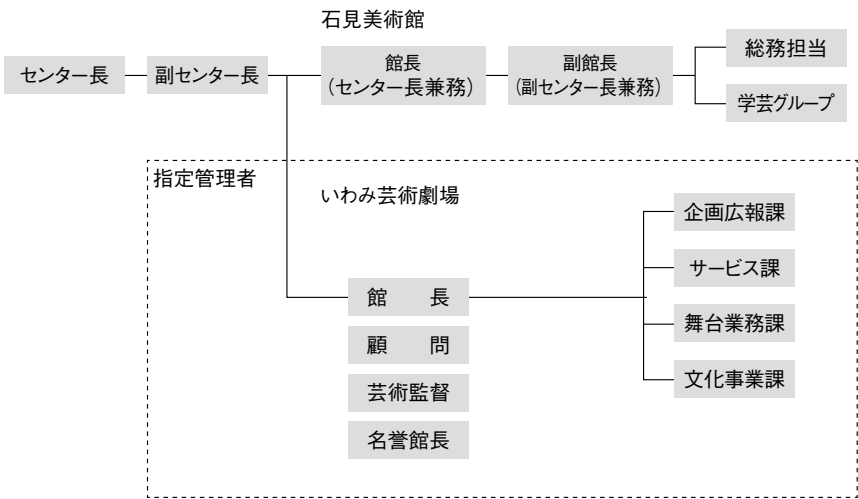 石見美術館
センター長
副センター長
館長
(センター長兼務)
副館長
(副センター長兼務)
総務担当
学芸グループ
指定管理者
いわみ芸術劇場
館　　長
顧　　問
芸術監督
名誉館長
企画広報課
サービス課
舞台業務課
文化事業課